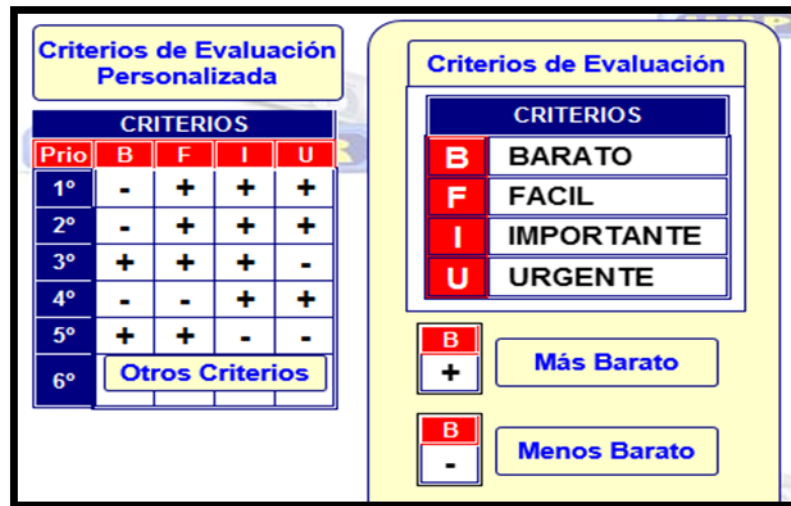 Criterios de Evaluación
Personalizada
CRITERIOS
Prio B F I U
1º - + + +
2º - + + +
3º + + + -
4º - - + +
5º + + - -
6º Otros Criterios
Criterios de Evaluación
CRITERIOS
B BARATO
F FACIL
I IMPORTANTE
U URGENTE
B
+ Más Barato
B
- Menos Barato